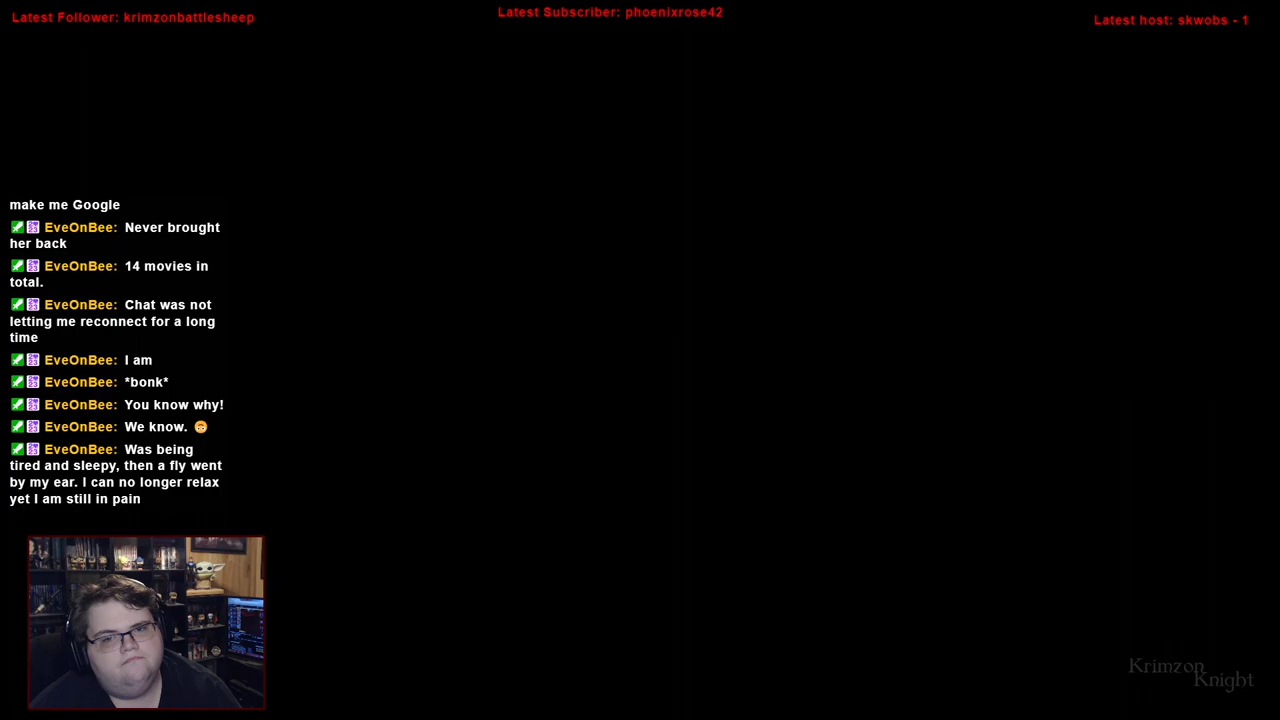 Latest Follower: krimzonbattlesheep
Latest Subscriber: phoenixrose42
Latest host: skwobs - 1
make me Google
EveOnBee: Never brought
her back
EveOnBee: 14 movies in
total.
EveOnBee: Chat was not
letting me reconnect for a long
time
EveOnBee: I am
EveOnBee: *bonk*
EveOnBee: You know why!
EveOnBee: We know.
EveOnBee: Was being
tired and sleepy, then a fly went
by my ear. I can no longer relax
yet I am still in pain
Krimzon
Knight